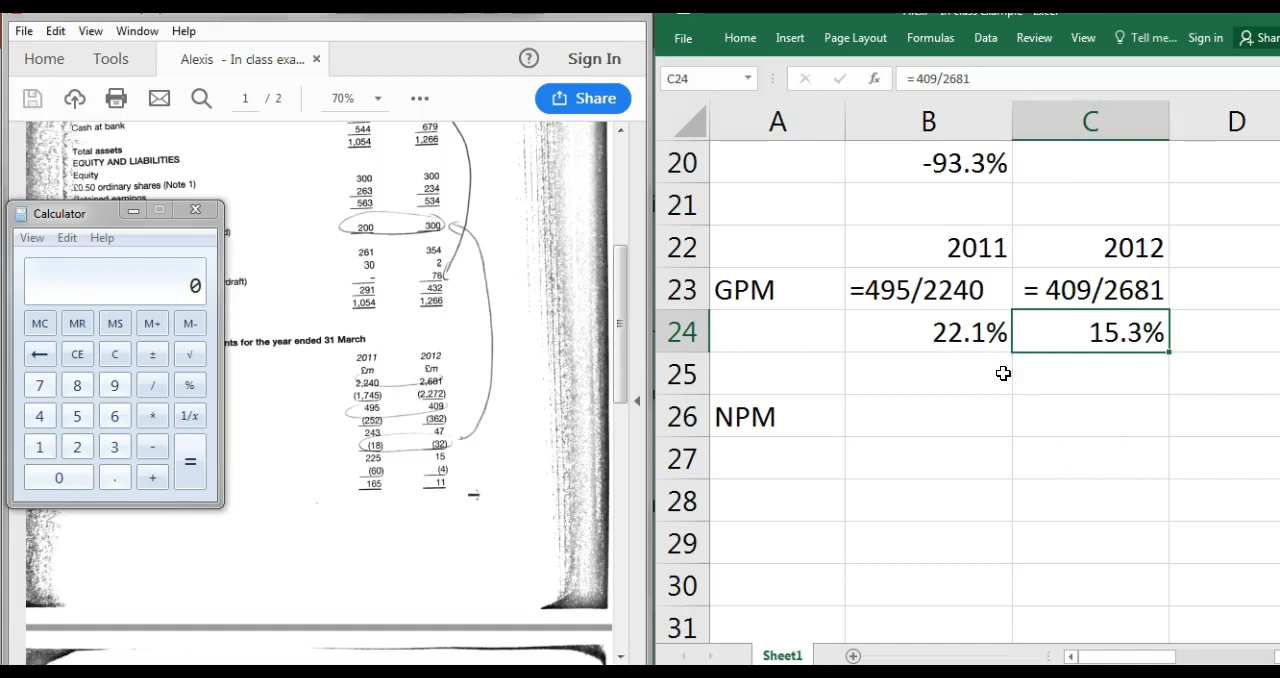 File Edit View Window Help
Home Tools Alexis - In class exa... × ? Sign In
1 / 2 70% ••• Share
Cash at bank
544 679
1,054 1,266
Total assets
EQUITY AND LIABILITIES
Equity
£0.50 ordinary shares (Note 1) 300 300
263 234
563 534
200 300
261 354
30 2
draft) – 76
291 432
1,054 1,266
nts for the year ended 31 March
2011 2012
£m £m
2,240 2,681
(1,745) (2,272)
495 409
(252) (362)
243 47
(18) (32)
225 15
(60) (4)
165 11
Calculator
View Edit Help
0
MC MR MS M+ M-
← CE C ± √
7 8 9 / %
4 5 6 * 1/x
1 2 3 - =
0 . +
File Home Insert Page Layout Formulas Data Review View Tell me... Sign in Shar
C24 fx = 409/2681
A B C D
20 -93.3%
21
22 2011 2012
23 GPM =495/2240 = 409/2681
24 22.1% 15.3%
25
26 NPM
27
28
29
30
31
Sheet1